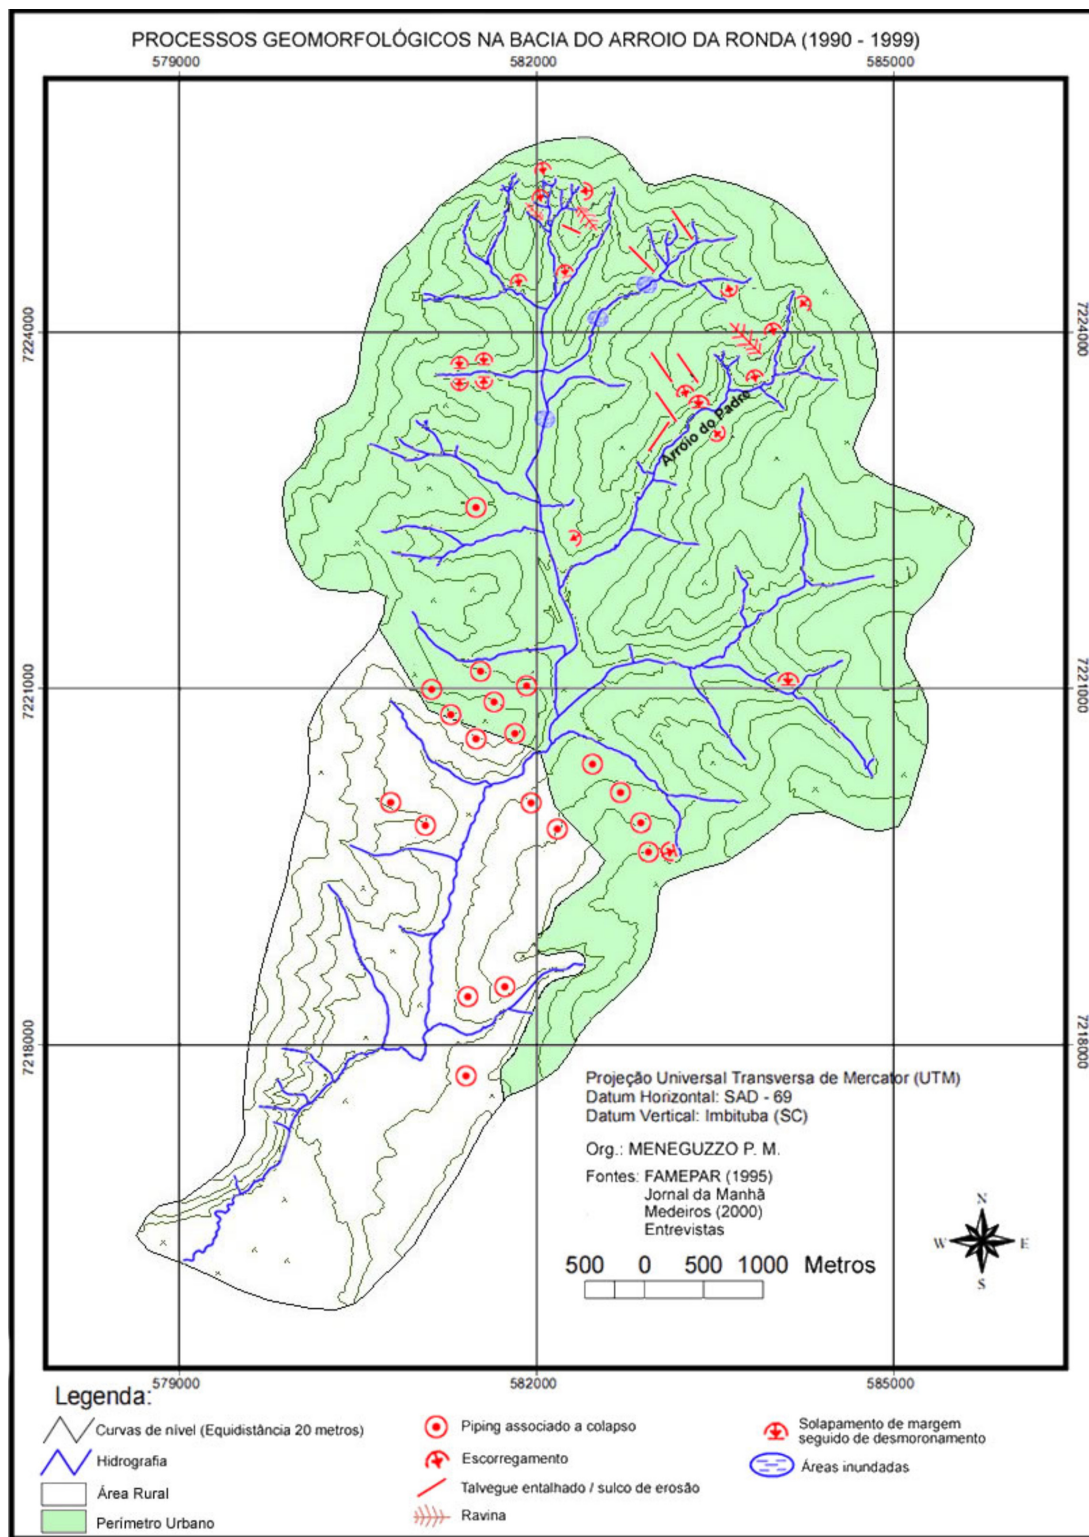 PROCESSOS GEOMORFOLÓGICOS NA BACIA DO ARROIO DA RONDA (1990 - 1999)
579000
582000
585000
7224000
7224000
Arroio do Padre
7221000
7221000
7218000
7218000
Projeção Universal Transversa de Mercator (UTM)
Datum Horizontal: SAD - 69
Datum Vertical: Imbituba (SC)
Org.: MENEGUZZO P. M.
Fontes: FAMEPAR (1995)
Jornal da Manhã
Medeiros (2000)
Entrevistas
N
W
E
S
500 0 500 1000 Metros
579000
582000
585000
Legenda:
Curvas de nível (Equidistância 20 metros)
Hidrografia
Área Rural
Perímetro Urbano
Piping associado a colapso
Escorregamento
Talvegue entalhado / sulco de erosão
Ravina
Solapamento de margem
seguido de desmoronamento
Áreas inundadas